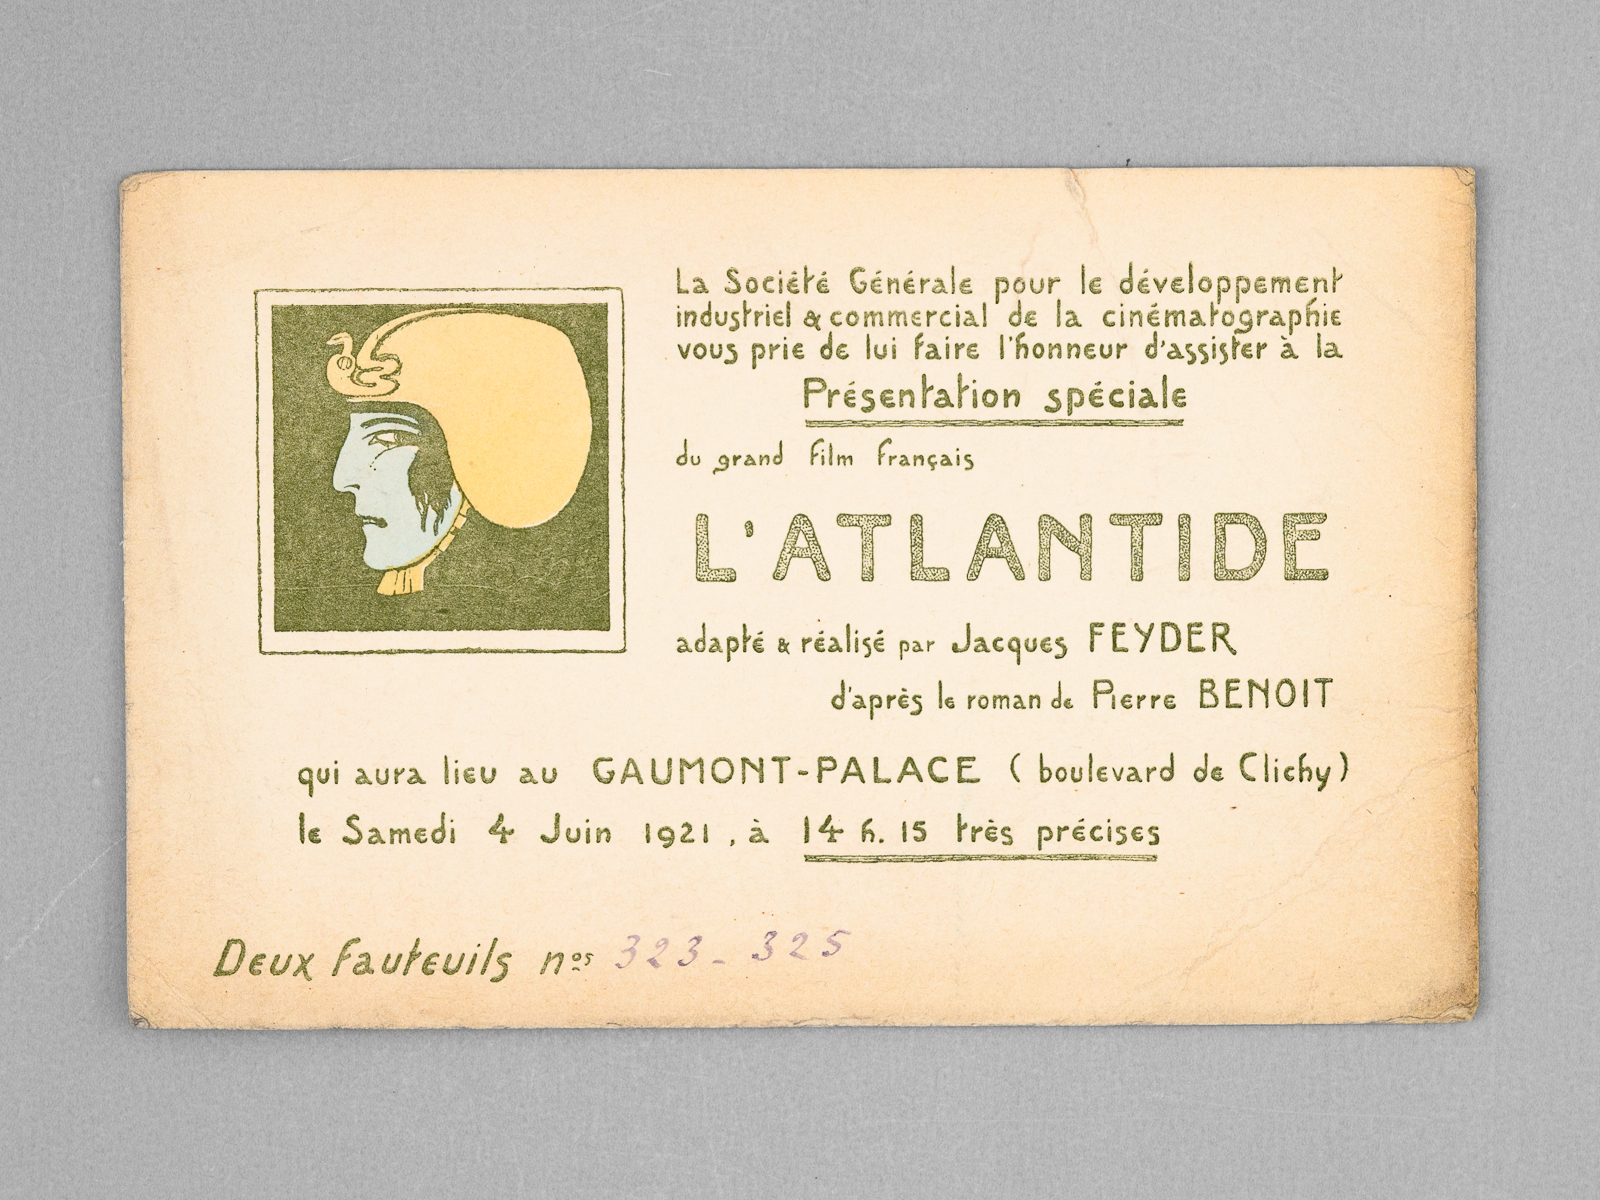 La Société Générale pour le développement
industriel & commercial de la cinématographie
vous prie de lui faire l'honneur d'assister à la
Présentation spéciale
du grand film français
L'ATLANTIDE
adapté & réalisé par Jacques FEYDER
d'après le roman de Pierre BENOIT
qui aura lieu au GAUMONT-PALACE (boulevard de Clichy)
le Samedi 4 Juin 1921, à 14 h. 15 très précises
Deux fauteuils nos 323 - 325